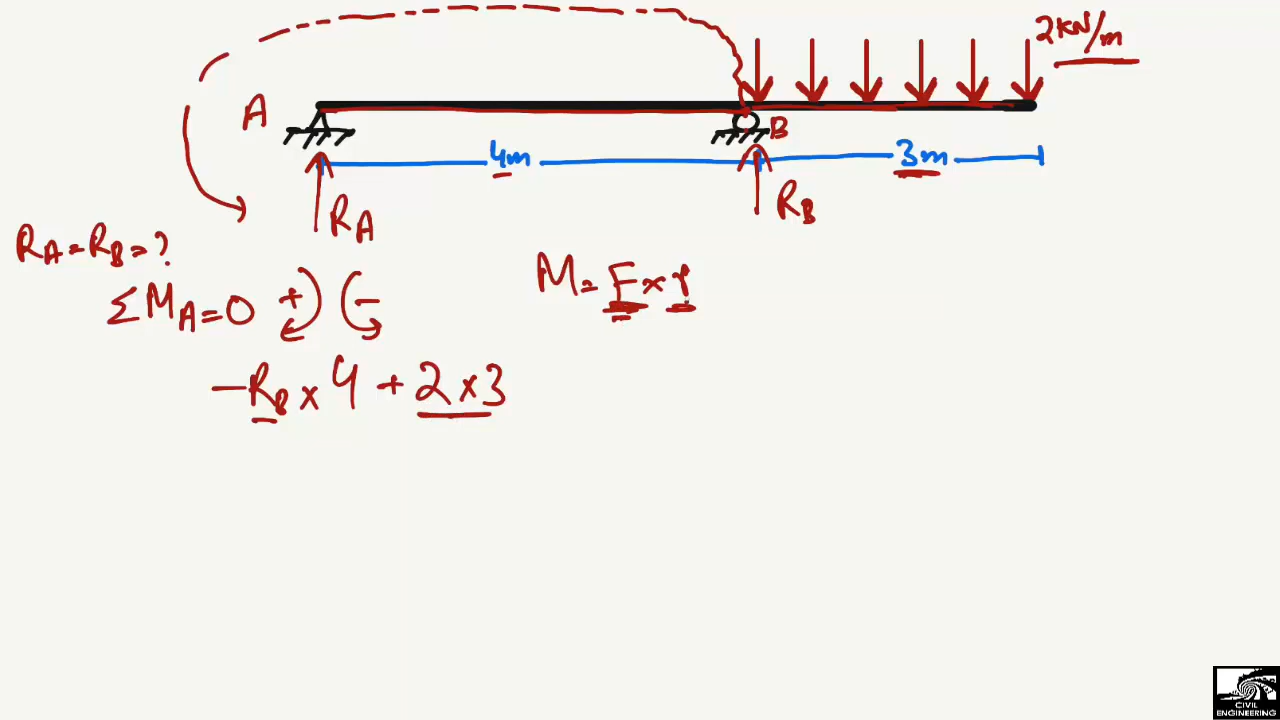 2KN/m
A
B
4m
3m
RA
RB
RA=RB=?
ΣMA=0 +) (-
M=F×r
-RB×4+2×3
CIVIL
ENGINEERING